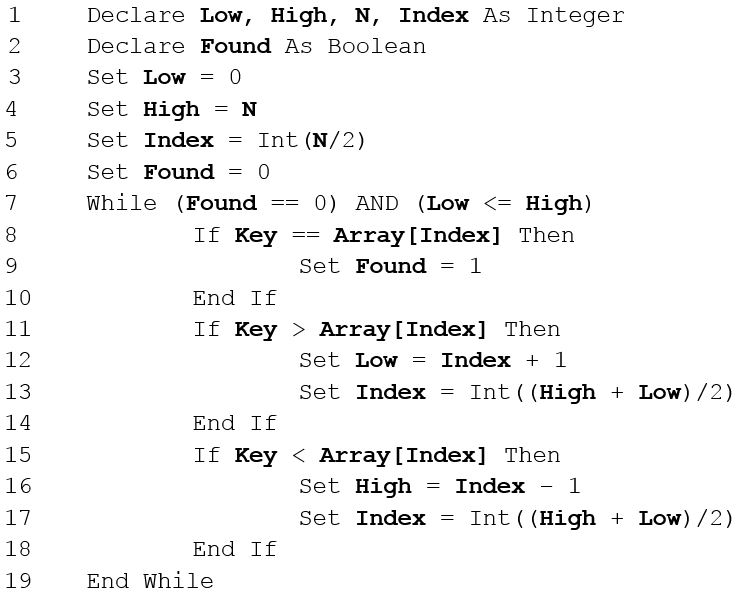 1 Declare Low, High, N, Index As Integer
2 Declare Found As Boolean
3 Set Low = 0
4 Set High = N
5 Set Index = Int(N/2)
6 Set Found = 0
7 While (Found == 0) AND (Low <= High)
8 If Key == Array[Index] Then
9 Set Found = 1
10 End If
11 If Key > Array[Index] Then
12 Set Low = Index + 1
13 Set Index = Int((High + Low)/2)
14 End If
15 If Key < Array[Index] Then
16 Set High = Index – 1
17 Set Index = Int((High + Low)/2)
18 End If
19 End While